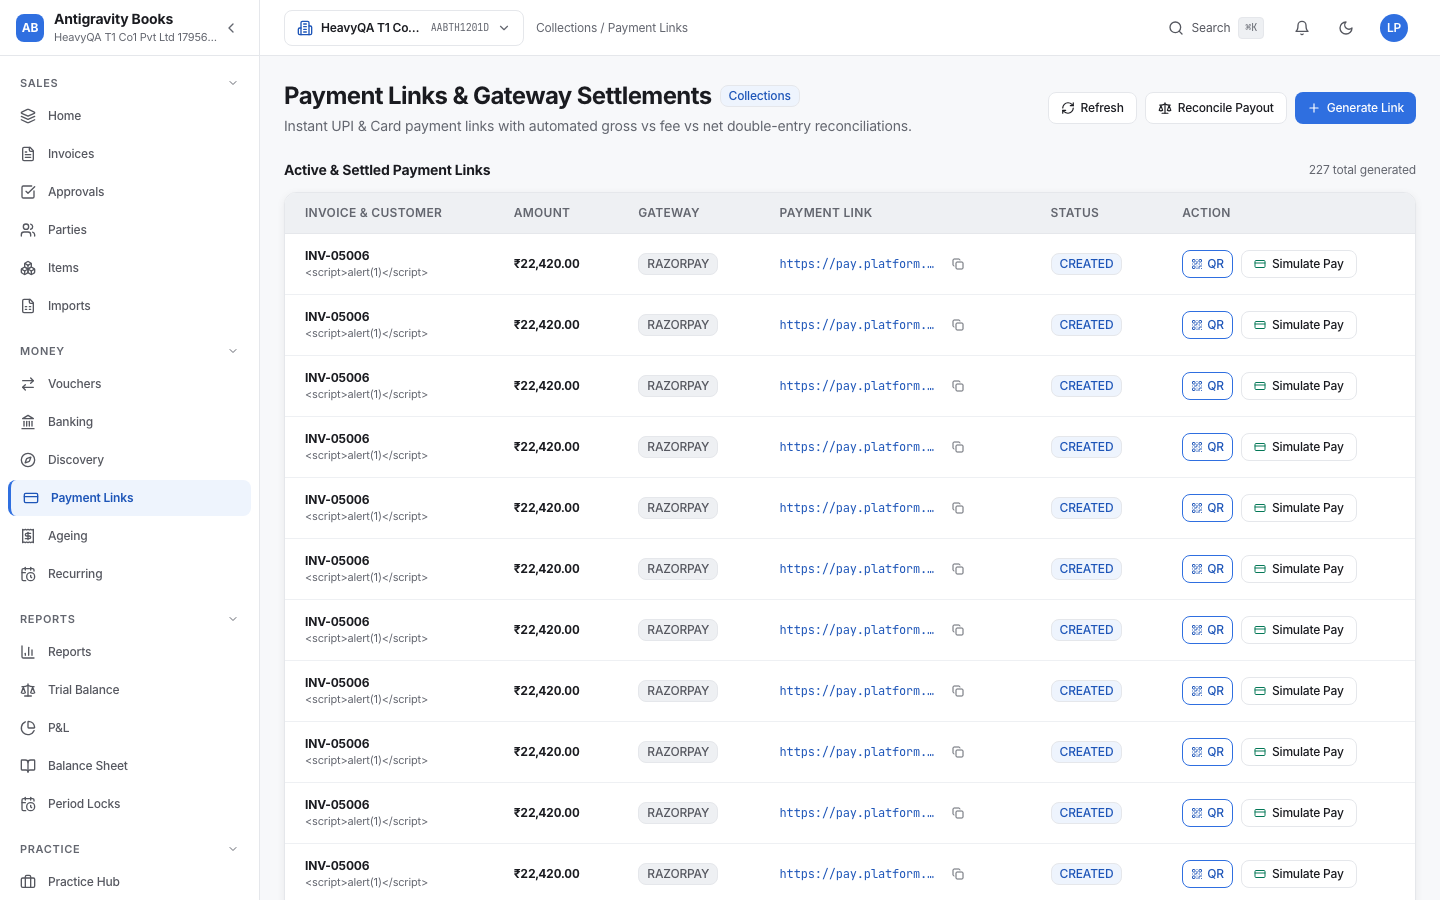 AB
Antigravity Books
HeavyQA T1 Co1 Pvt Ltd 17956...
HeavyQA T1 Co...
AABTH1201D
Collections / Payment Links
Search
⌘K
LP
SALES
Home
Invoices
Approvals
Parties
Items
Imports
MONEY
Vouchers
Banking
Discovery
Payment Links
Ageing
Recurring
REPORTS
Reports
Trial Balance
P&L
Balance Sheet
Period Locks
PRACTICE
Practice Hub
Payment Links & Gateway Settlements
Collections
Instant UPI & Card payment links with automated gross vs fee vs net double-entry reconciliations.
Refresh
Reconcile Payout
Generate Link
Active & Settled Payment Links
227 total generated
INVOICE & CUSTOMER AMOUNT GATEWAY PAYMENT LINK STATUS ACTION
INV-05006
<script>alert(1)</script>
₹22,420.00 RAZORPAY https://pay.platform.… CREATED QR Simulate Pay
INV-05006
<script>alert(1)</script>
₹22,420.00 RAZORPAY https://pay.platform.… CREATED QR Simulate Pay
INV-05006
<script>alert(1)</script>
₹22,420.00 RAZORPAY https://pay.platform.… CREATED QR Simulate Pay
INV-05006
<script>alert(1)</script>
₹22,420.00 RAZORPAY https://pay.platform.… CREATED QR Simulate Pay
INV-05006
<script>alert(1)</script>
₹22,420.00 RAZORPAY https://pay.platform.… CREATED QR Simulate Pay
INV-05006
<script>alert(1)</script>
₹22,420.00 RAZORPAY https://pay.platform.… CREATED QR Simulate Pay
INV-05006
<script>alert(1)</script>
₹22,420.00 RAZORPAY https://pay.platform.… CREATED QR Simulate Pay
INV-05006
<script>alert(1)</script>
₹22,420.00 RAZORPAY https://pay.platform.… CREATED QR Simulate Pay
INV-05006
<script>alert(1)</script>
₹22,420.00 RAZORPAY https://pay.platform.… CREATED QR Simulate Pay
INV-05006
<script>alert(1)</script>
₹22,420.00 RAZORPAY https://pay.platform.… CREATED QR Simulate Pay
INV-05006
<script>alert(1)</script>
₹22,420.00 RAZORPAY https://pay.platform.… CREATED QR Simulate Pay